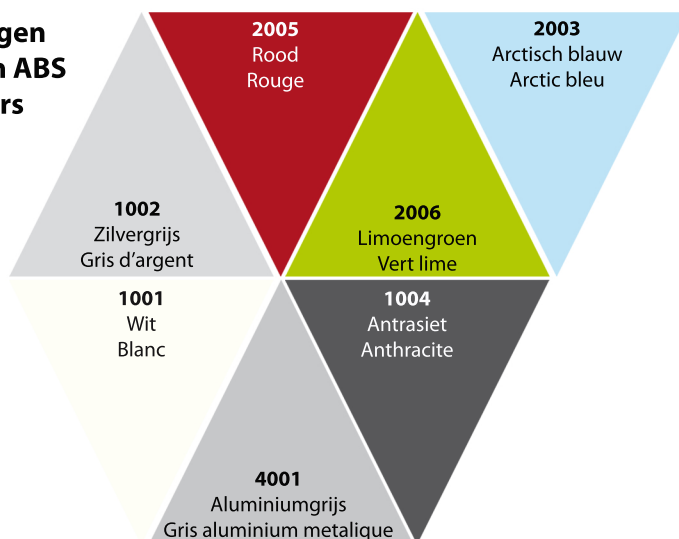 gen
n ABS
rs
2005
Rood
Rouge
2003
Arctisch blauw
Arctic bleu
1002
Zilvergrijs
Gris d’argent
2006
Limoengroen
Vert lime
1001
Wit
Blanc
1004
Antrasiet
Anthracite
4001
Aluminiumgrijs
Gris aluminium metalique